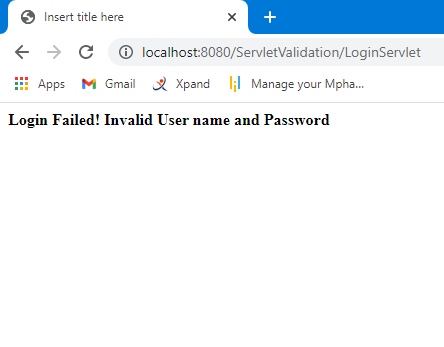 Insert title here
localhost:8080/ServletValidation/LoginServlet
Apps Gmail Xpand Manage your Mpha...
Login Failed! Invalid User name and Password